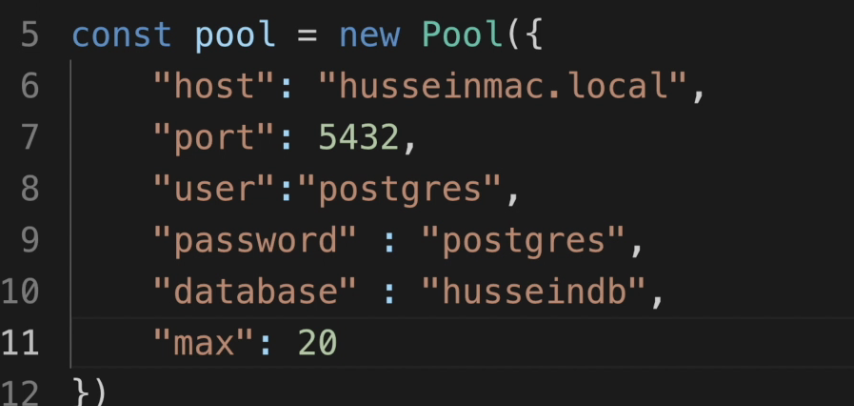 5 const pool = new Pool({
6 "host": "husseinmac.local",
7 "port": 5432,
8 "user":"postgres",
9 "password" : "postgres",
10 "database" : "husseindb",
11 "max": 20
12 })